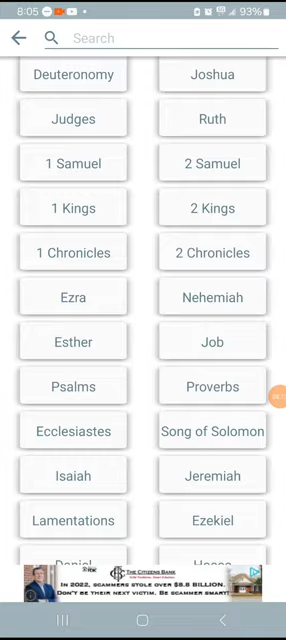 8:05
93%
Search
Deuteronomy
Joshua
Judges
Ruth
1 Samuel
2 Samuel
1 Kings
2 Kings
1 Chronicles
2 Chronicles
Ezra
Nehemiah
Esther
Job
Psalms
Proverbs
Ecclesiastes
Song of Solomon
Isaiah
Jeremiah
Lamentations
Ezekiel
Daniel
Hosea
The Citizens Bank
In 2022, scammers stole over $8.8 billion.
Don't be their next victim. Be scammer smart!